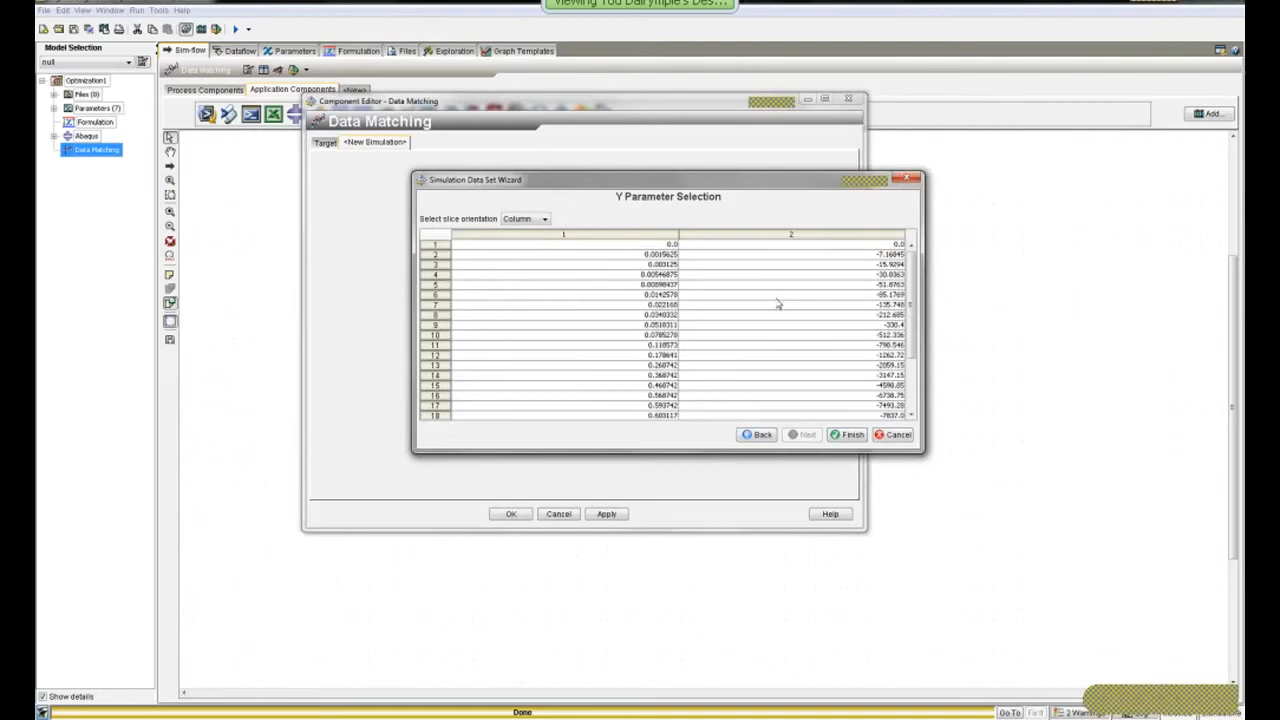 Viewing You Dalrymple's Des...
File Edit View Window Run Tools Help
Model Selection
null
Optimization1
Files (0)
Parameters (7)
Formulation
Abaqus
Data Matching
Sim-flow Dataflow Parameters Formulation Files Exploration Graph Templates
Data Matching
Process Components Application Components
Add...
Component Editor - Data Matching
Data Matching
Target <New Simulation>
Simulation Data Set Wizard
Y Parameter Selection
Select slice orientation Column
1 2
1 0.0 0.0
2 0.0015625 -7.16845
3 0.003125 -15.9294
4 0.00546875 -30.0363
5 0.00898437 -51.8763
6 0.0142578 -85.1769
7 0.022168 -135.748
8 0.0340332 -212.685
9 0.0518311 -330.4
10 0.0785278 -512.336
11 0.118573 -798.546
12 0.178641 -1262.72
13 0.268742 -2059.15
14 0.368742 -3147.15
15 0.468742 -4598.85
16 0.568742 -6738.75
17 0.593742 -7493.28
18 0.603117 -7837.0
Back Next Finish Cancel
OK Cancel Apply Help
Show details
Done
Go To First 2 Warnings